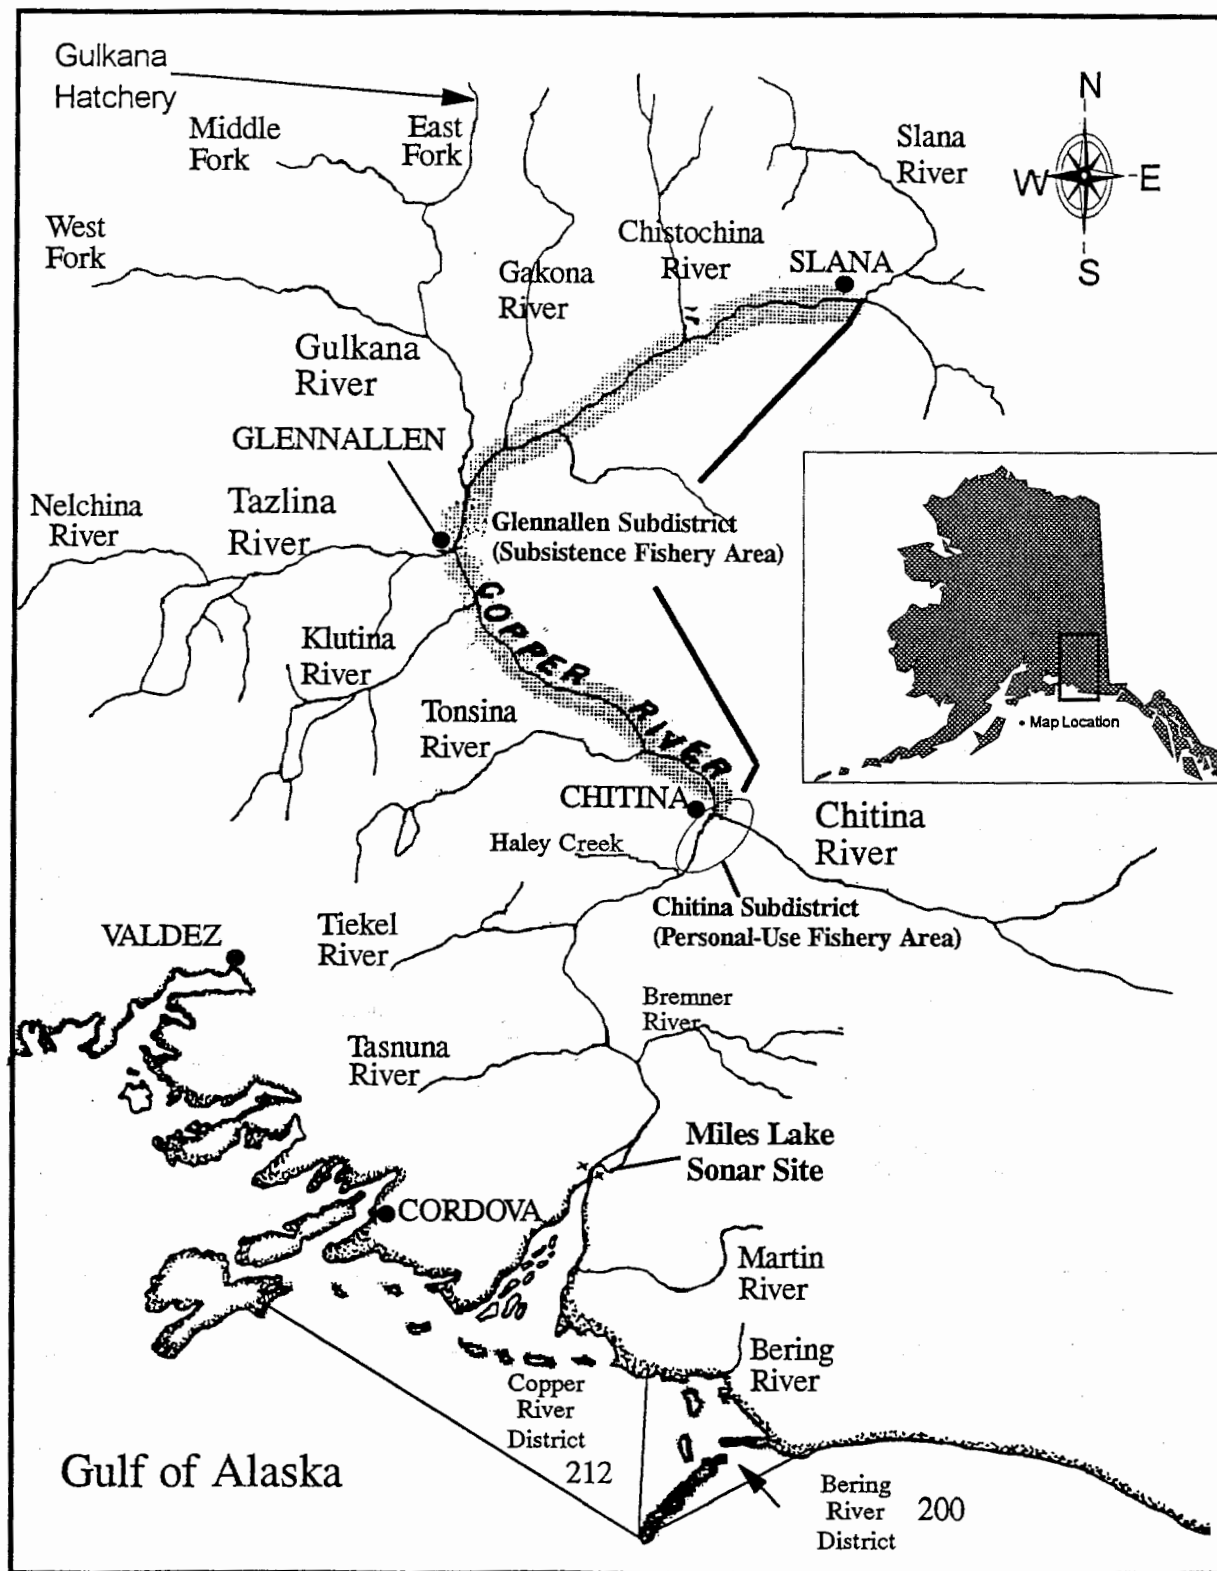 Gulkana
Hatchery
N
W
E
S
Middle
Fork
East
Fork
Slana
River
West
Fork
Chistochina
River
SLANA
Gakona
River
Gulkana
River
GLENNALLEN
Nelchina
River
Tazlina
River
Glennallen Subdistrict
(Subsistence Fishery Area)
COPPER RIVER
Klutina
River
Tonsina
River
• Map Location
CHITINA
Chitina
River
Haley Creek
Chitina Subdistrict
(Personal-Use Fishery Area)
Tiekel
River
VALDEZ
Bremner
River
Tasnuna
River
Miles Lake
Sonar Site
CORDOVA
Martin
River
Bering
River
Copper
River
District
212
Gulf of Alaska
Bering
River
District
200